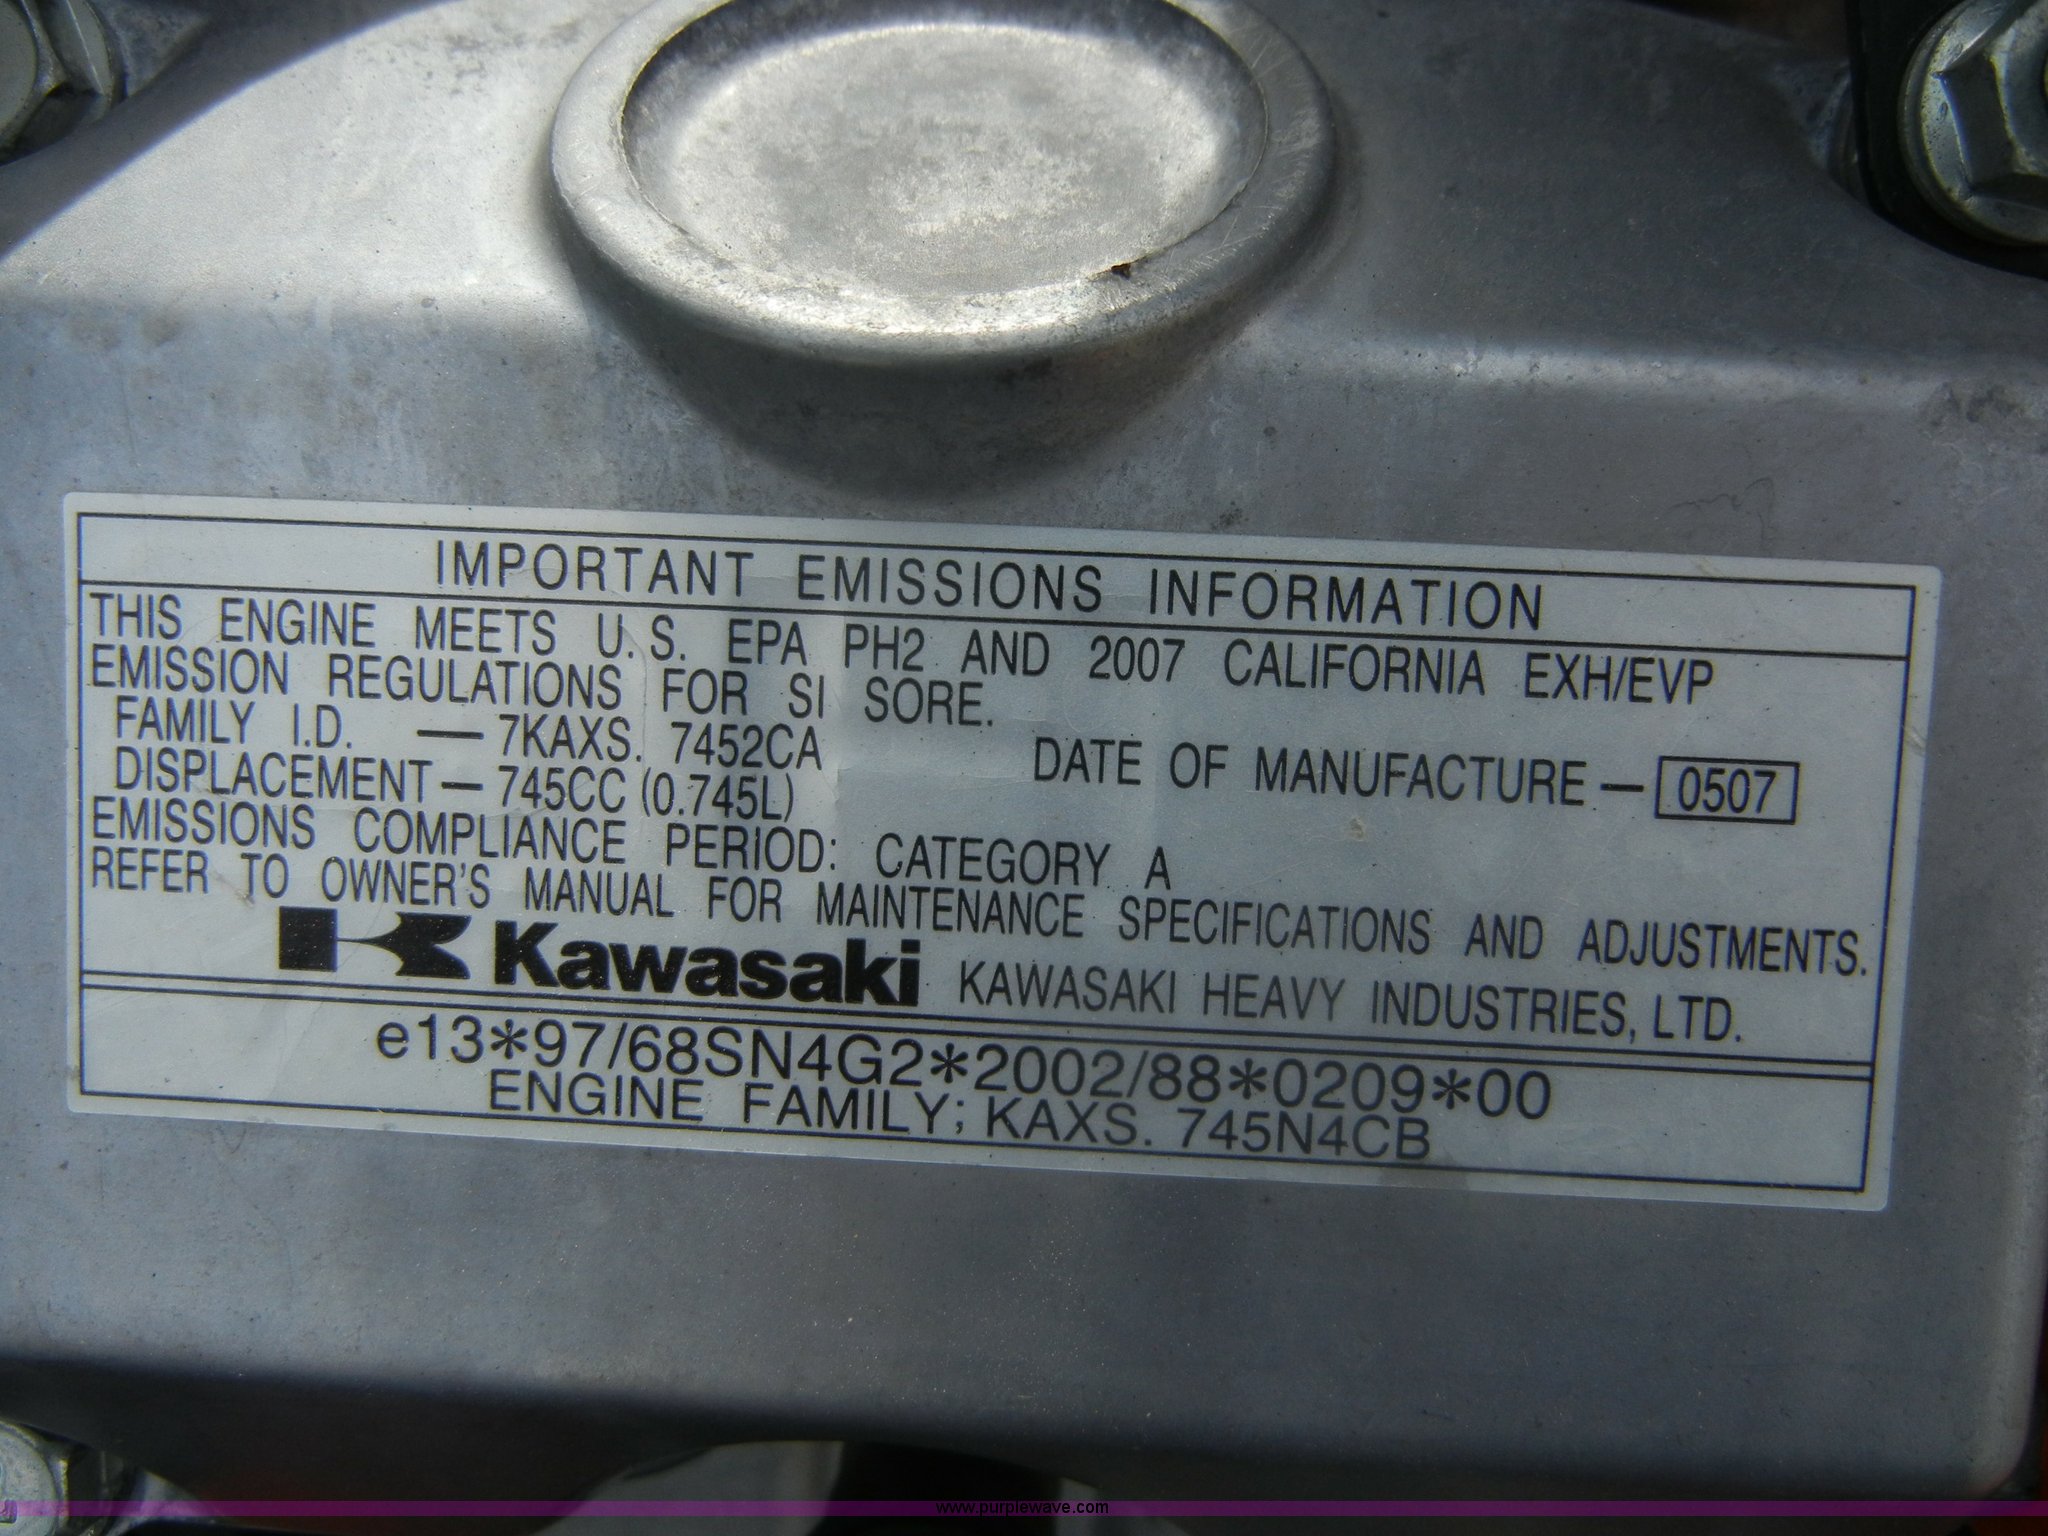 IMPORTANT EMISSIONS INFORMATION
THIS ENGINE MEETS U.S. EPA PH2 AND 2007 CALIFORNIA EXH/EVP
EMISSION REGULATIONS FOR SI SORE.
FAMILY I.D. — 7KAXS. 7452CA
DISPLACEMENT — 745CC (0.745L)
DATE OF MANUFACTURE — 0507
EMISSIONS COMPLIANCE PERIOD: CATEGORY A
REFER TO OWNER'S MANUAL FOR MAINTENANCE SPECIFICATIONS AND ADJUSTMENTS.
Kawasaki KAWASAKI HEAVY INDUSTRIES, LTD.
e13*97/68SN4G2*2002/88*0209*00
ENGINE FAMILY; KAXS. 745N4CB
www.purplewave.com